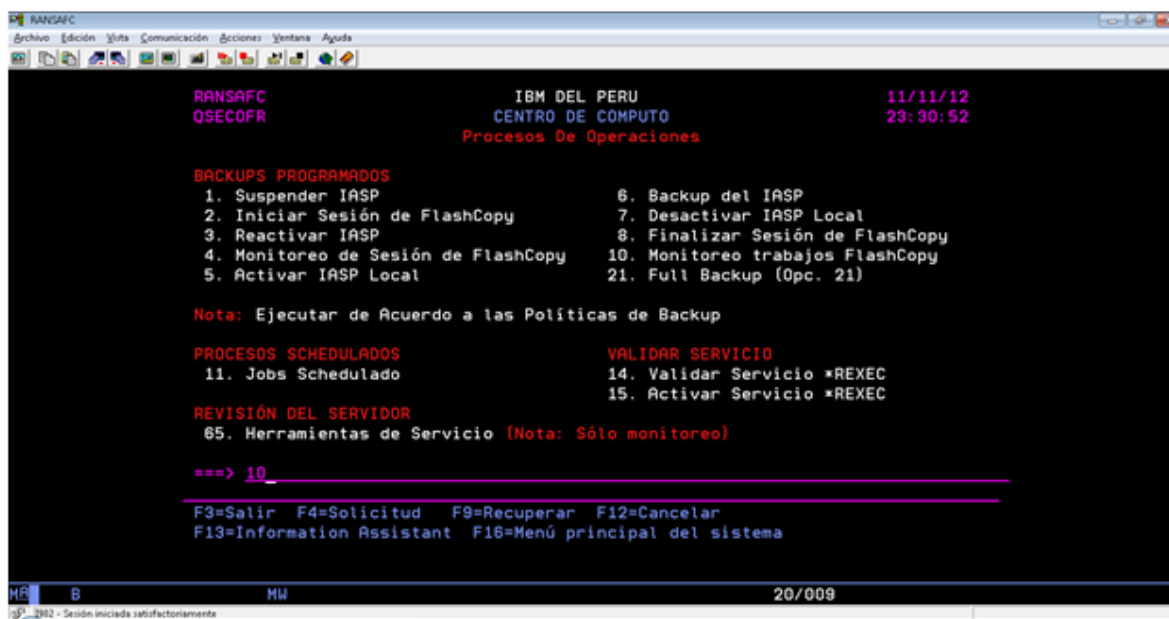 RANSAFC
Archivo Edición Vista Comunicación Acciones Ventana Ayuda
RANSAFC IBM DEL PERU 11/11/12
QSECOFR CENTRO DE COMPUTO 23:30:52
Procesos De Operaciones
BACKUPS PROGRAMADOS
1. Suspender IASP 6. Backup del IASP
2. Iniciar Sesión de FlashCopy 7. Desactivar IASP Local
3. Reactivar IASP 8. Finalizar Sesión de FlashCopy
4. Monitoreo de Sesión de FlashCopy 10. Monitoreo trabajos FlashCopy
5. Activar IASP Local 21. Full Backup (Opc. 21)
Nota: Ejecutar de Acuerdo a las Políticas de Backup
PROCESOS SCHEDULADOS VALIDAR SERVICIO
11. Jobs Schedulado 14. Validar Servicio *REXEC
15. Activar Servicio *REXEC
REVISIÓN DEL SERVIDOR
65. Herramientas de Servicio (Nota: Sólo monitoreo)
===> 10_
F3=Salir F4=Solicitud F9=Recuperar F12=Cancelar
F13=Information Assistant F16=Menú principal del sistema
MA B MW 20/009
I902 - Sesión iniciada satisfactoriamente